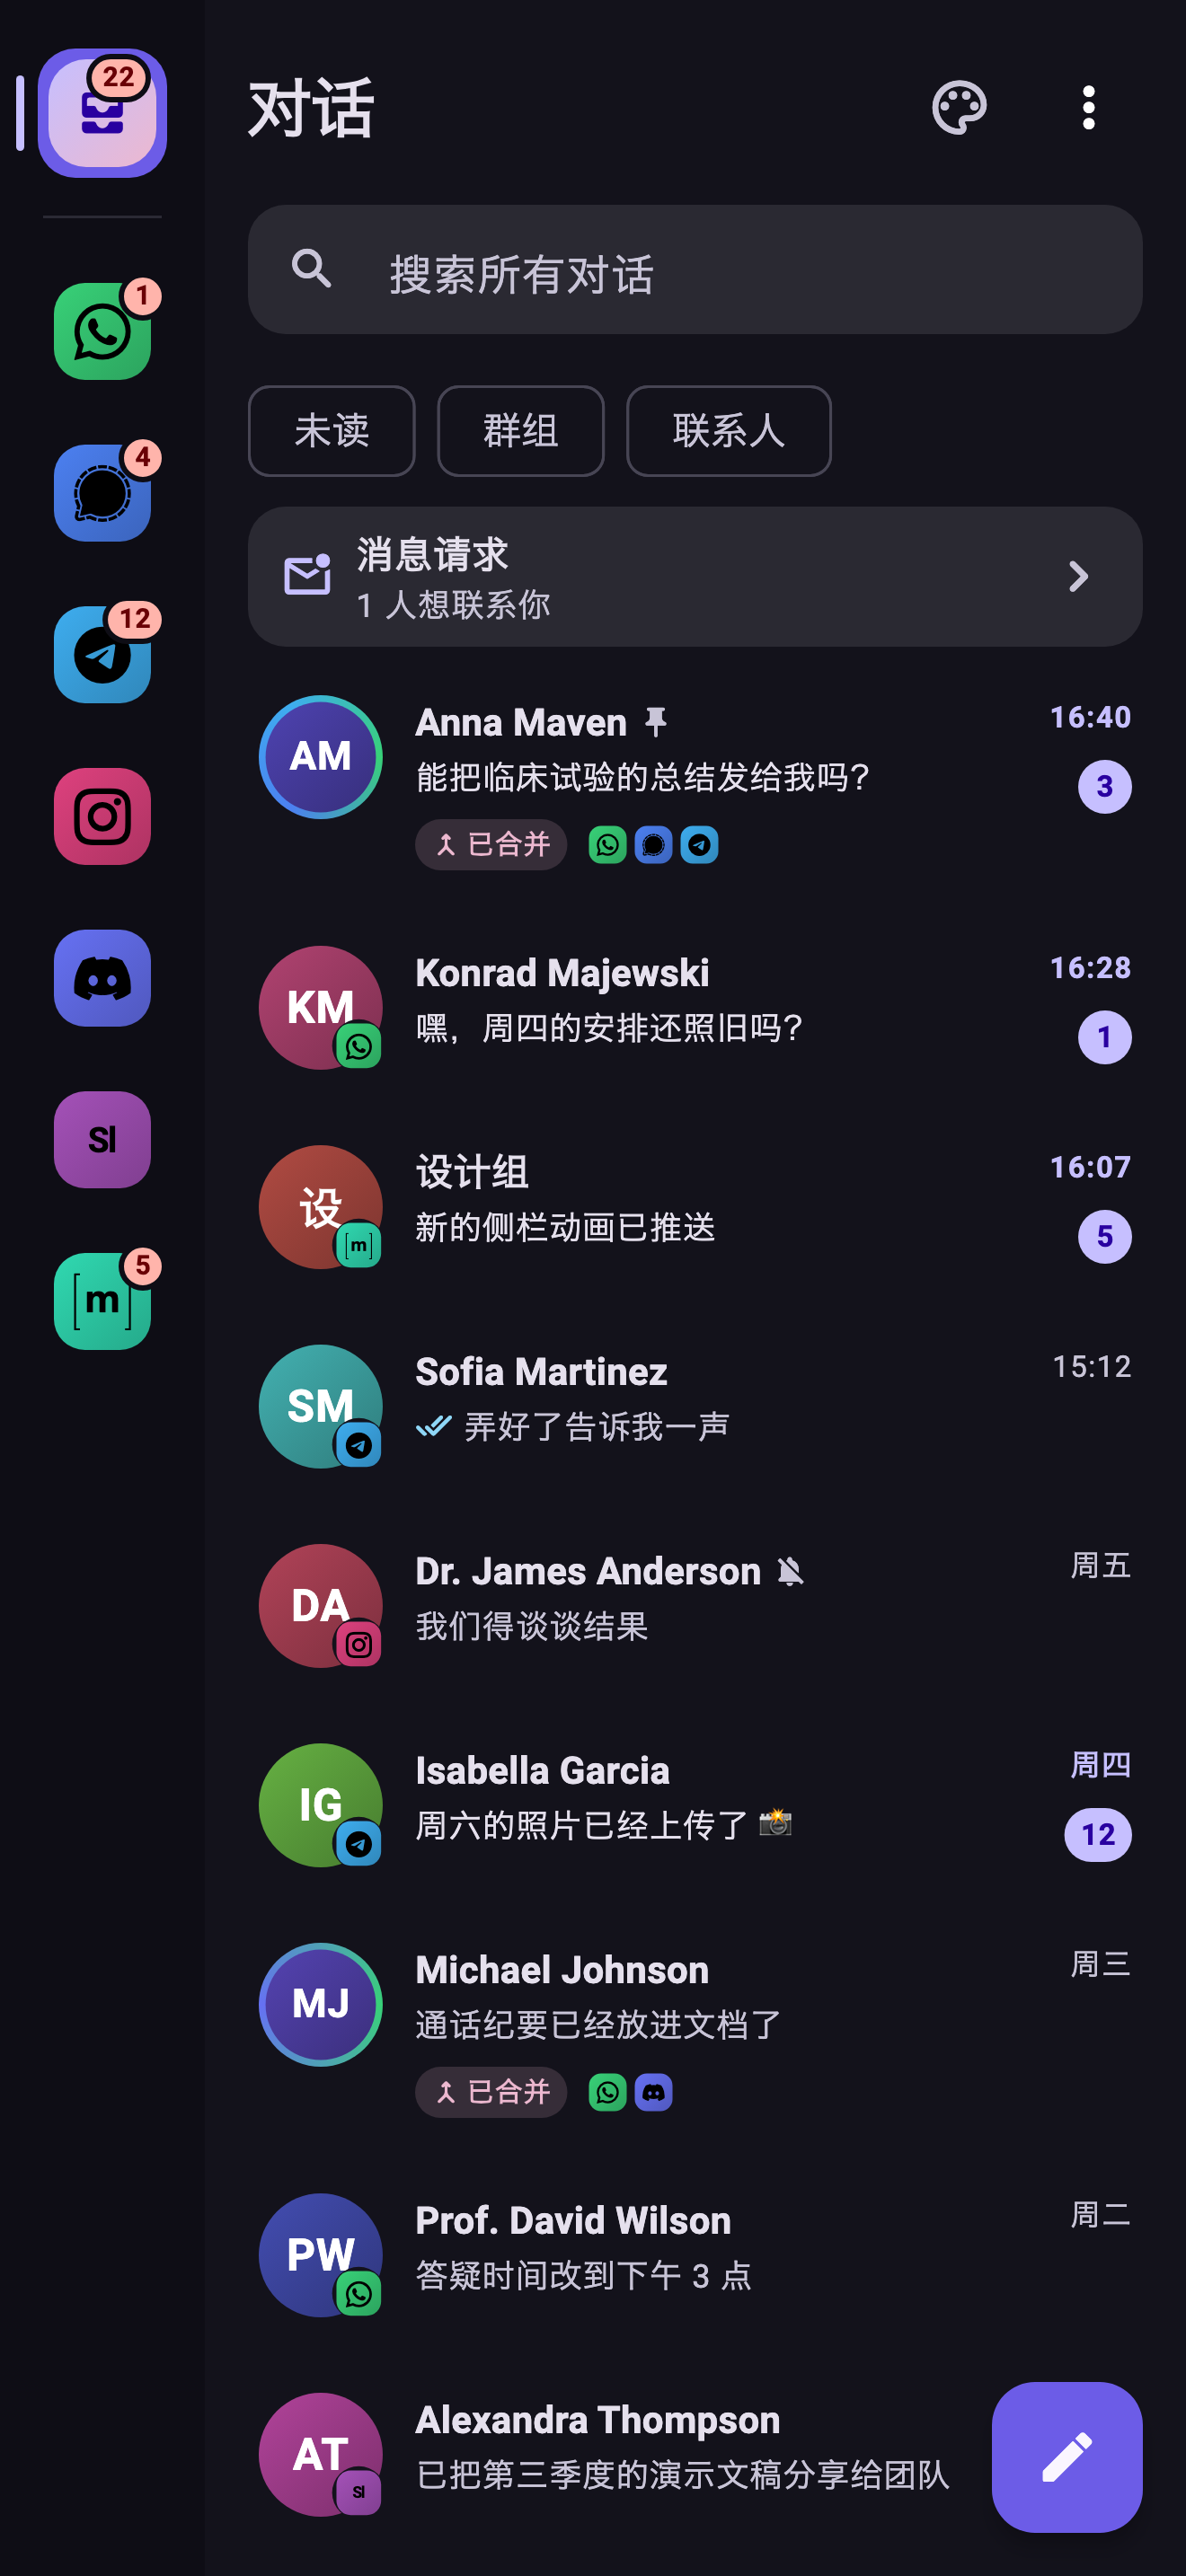 22
对话
搜索所有对话
未读
群组
联系人
消息请求
1 人想联系你
1
4
12
Sl
[m]
5
AM
Anna Maven
16:40
能把临床试验的总结发给我吗?
3
已合并
KM
Konrad Majewski
16:28
嘿，周四的安排还照旧吗?
1
设
设计组
16:07
新的侧栏动画已推送
5
[m]
SM
Sofia Martinez
15:12
弄好了告诉我一声
DA
Dr. James Anderson
周五
我们得谈谈结果
IG
Isabella Garcia
周四
周六的照片已经上传了 📸
12
MJ
Michael Johnson
周三
通话纪要已经放进文档了
已合并
PW
Prof. David Wilson
周二
答疑时间改到下午 3 点
AT
Alexandra Thompson
已把第三季度的演示文稿分享给团队
Sl